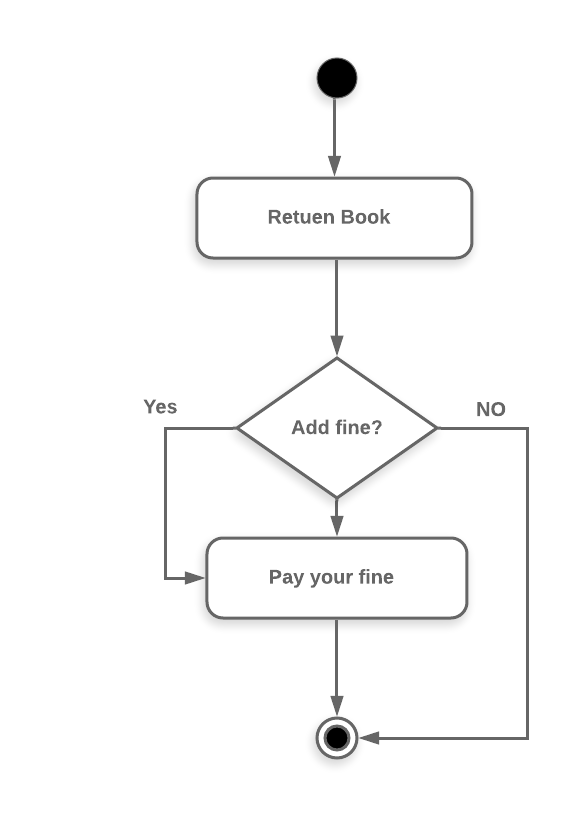 Retuen Book
Yes
NO
Add fine?
Pay your fine